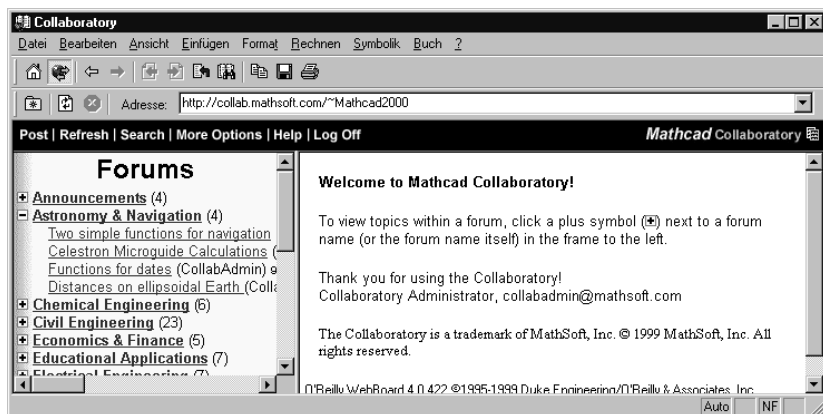 Collaboratory
Datei Bearbeiten Ansicht Einfügen Format Rechnen Symbolik Buch ?
Adresse: http://collab.mathsoft.com/~Mathcad2000
Post | Refresh | Search | More Options | Help | Log Off
Mathcad Collaboratory
Forums
Announcements (4)
Astronomy & Navigation (4)
Two simple functions for navigation
Celestron Microguide Calculations (
Functions for dates (CollabAdmin)
Distances on ellipsoidal Earth (Colla
Chemical Engineering (6)
Civil Engineering (23)
Economics & Finance (5)
Educational Applications (7)
Electrical Engineering (7)
Welcome to Mathcad Collaboratory!
To view topics within a forum, click a plus symbol (+) next to a forum
name (or the forum name itself) in the frame to the left.
Thank you for using the Collaboratory!
Collaboratory Administrator, collabadmin@mathsoft.com
The Collaboratory is a trademark of MathSoft, Inc. © 1999 MathSoft, Inc. All
rights reserved.
O'Reilly WebBoard 4.0.422 ©1995-1999 Duke Engineering/O'Reilly & Associates, Inc.
Auto NF